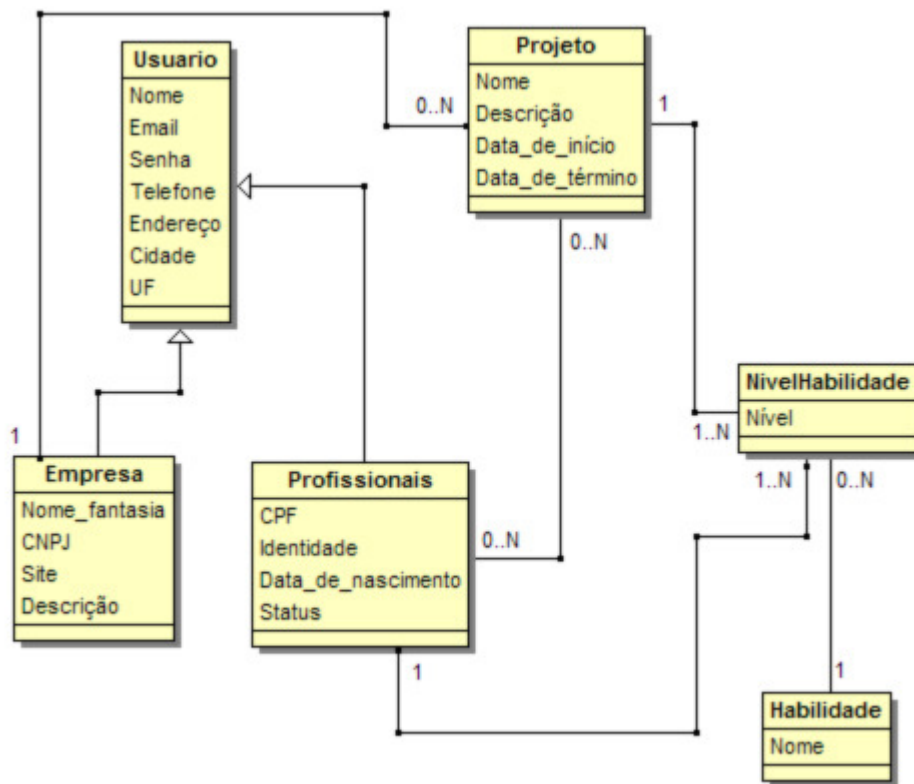 Usuario
Nome
Email
Senha
Telefone
Endereço
Cidade
UF
Projeto
Nome
Descrição
Data_de_início
Data_de_término
0..N
1
0..N
NivelHabilidade
Nível
1..N
1..N
0..N
1
Empresa
Nome_fantasia
CNPJ
Site
Descrição
Profissionais
CPF
Identidade
Data_de_nascimento
Status
0..N
1
1
Habilidade
Nome